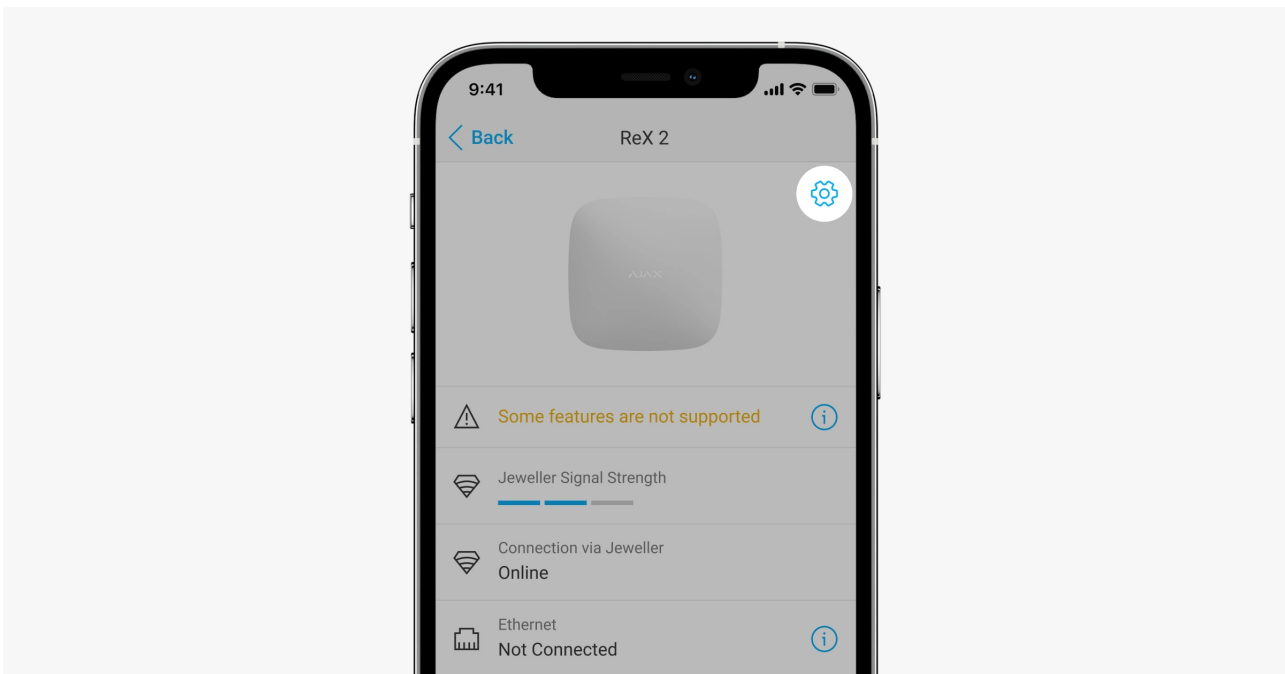 9:41
Back
ReX 2
AJAX
Some features are not supported
Jeweller Signal Strength
Connection via Jeweller
Online
Ethernet
Not Connected